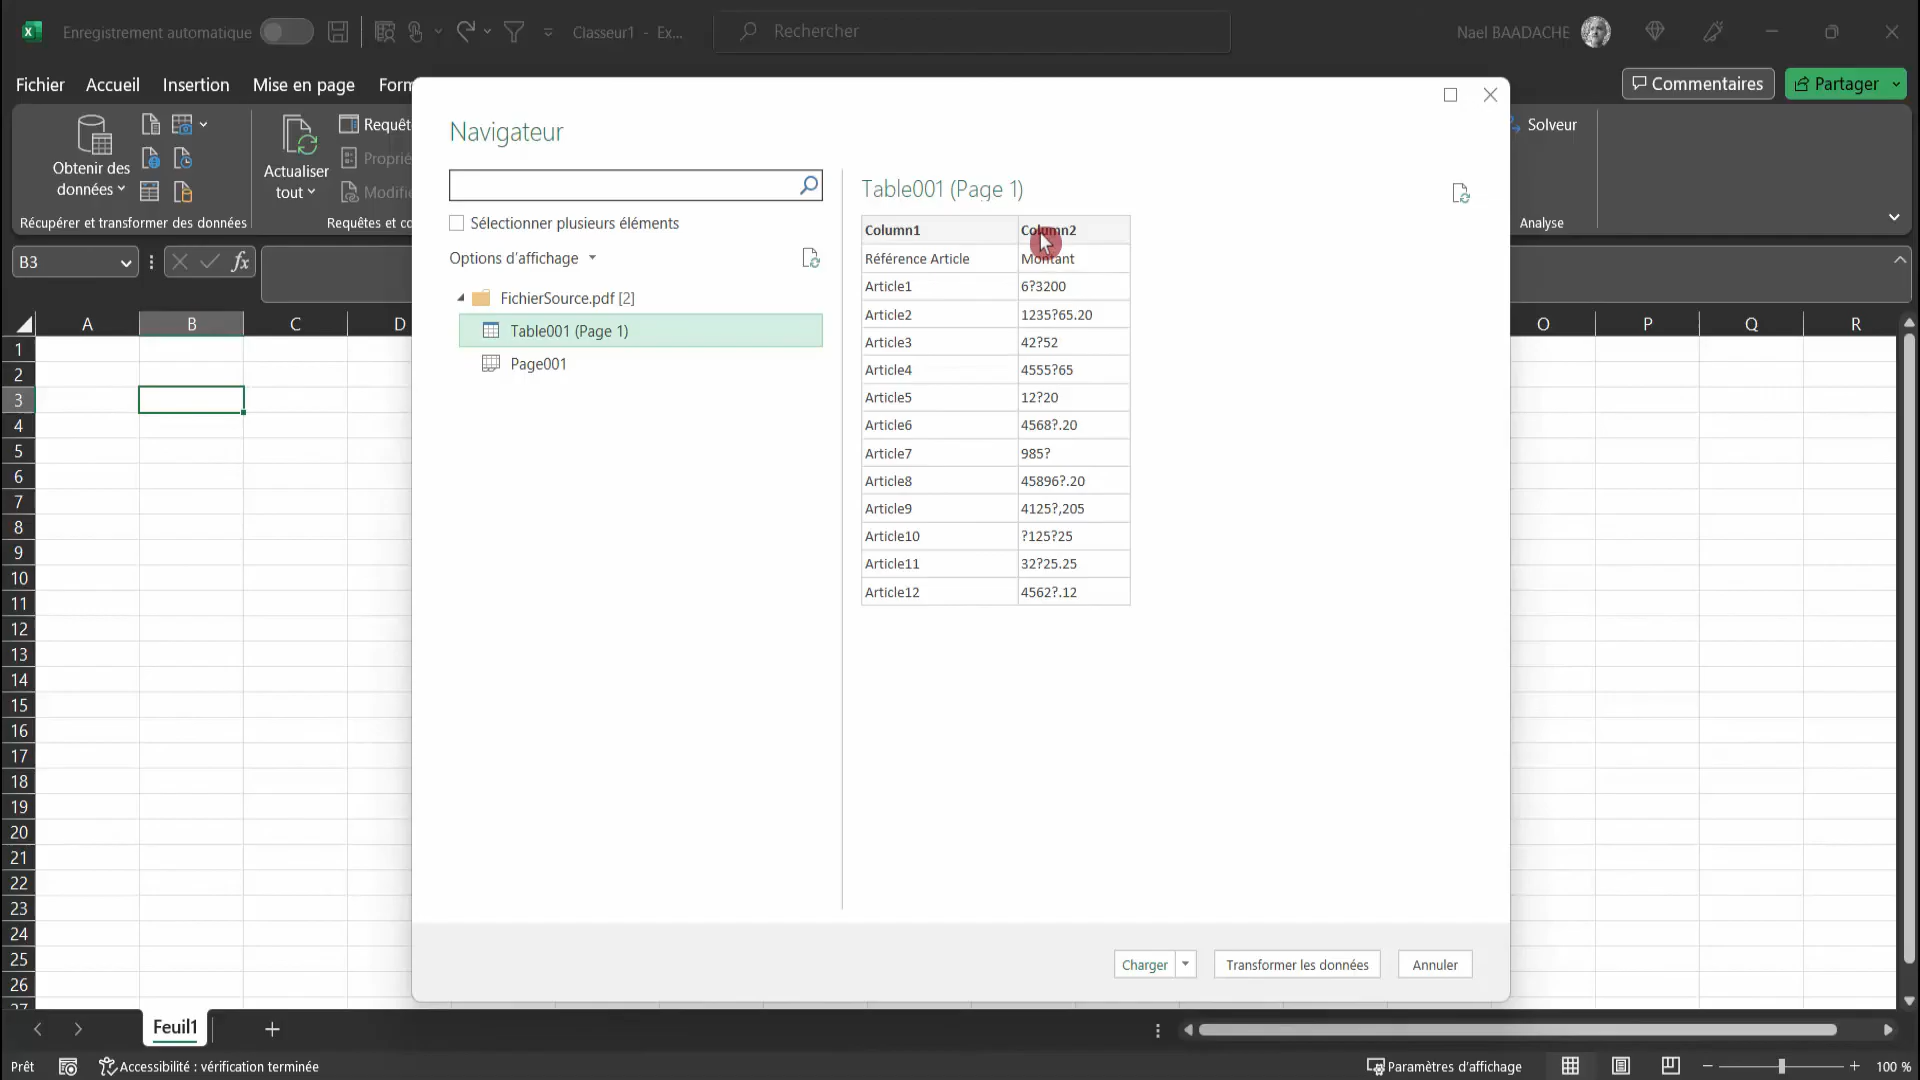 Enregistrement automatique
Classeur1 - Ex...
Rechercher
Nael BAADACHE
Fichier Accueil Insertion Mise en page Form
Commentaires
Partager
Obtenir des données
Récupérer et transformer des données
Actualiser tout
Requêt
Proprié
Modifie
Requêtes et co
Solveur
Analyse
B3
fx
A B C D O P Q R
1
2
3
4
5
6
7
8
9
10
11
12
13
14
15
16
17
18
19
20
21
22
23
24
25
26
27
Navigateur
Sélectionner plusieurs éléments
Options d'affichage
FichierSource.pdf [2]
Table001 (Page 1)
Page001
Table001 (Page 1)
Column1 Column2
Référence Article Montant
Article1 6?3200
Article2 1235?65.20
Article3 42?52
Article4 4555?65
Article5 12?20
Article6 4568?.20
Article7 985?
Article8 45896?.20
Article9 4125?,205
Article10 ?125?25
Article11 32?25.25
Article12 4562?.12
Charger
Transformer les données
Annuler
Feuil1
Prêt
Accessibilité : vérification terminée
Paramètres d'affichage
100 %